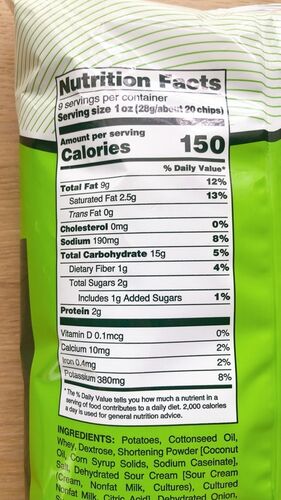 Nutrition Facts
9 servings per container
Serving size 1 oz (28g/about 20 chips)
Amount per serving
Calories 150
% Daily Value*
Total Fat 9g 12%
Saturated Fat 2.5g 13%
Trans Fat 0g
Cholesterol 0mg 0%
Sodium 190mg 8%
Total Carbohydrate 15g 5%
Dietary Fiber 1g 4%
Total Sugars 2g
Includes 1g Added Sugars 1%
Protein 2g
Vitamin D 0.1mcg 0%
Calcium 10mg 2%
Iron 0.4mg 2%
Potassium 380mg 8%
* The % Daily Value tells you how much a nutrient in a
serving of food contributes to a daily diet. 2,000 calories
a day is used for general nutrition advice.
INGREDIENTS: Potatoes, Cottonseed Oil,
Whey, Dextrose, Shortening Powder [Coconut
Oil, Corn Syrup Solids, Sodium Caseinate],
Salt, Dehydrated Sour Cream [Sour Cream
(Cream, Nonfat Milk, Cultures), Cultured
Nonfat Milk, Citric Acid], Dehydrated Onion,